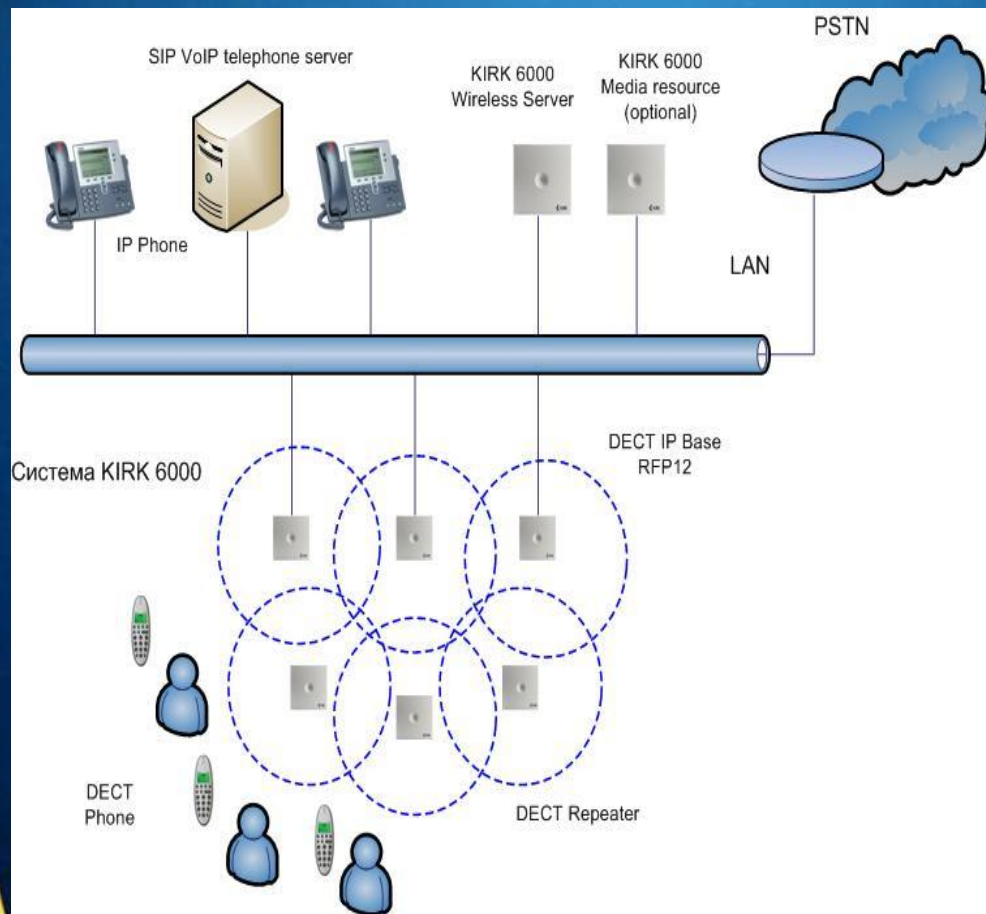 PSTN
SIP VoIP telephone server
KIRK 6000
Wireless Server
KIRK 6000
Media resource
(optional)
IP Phone
LAN
DECT IP Base
RFP12
Система KIRK 6000
DECT
Phone
DECT Repeater